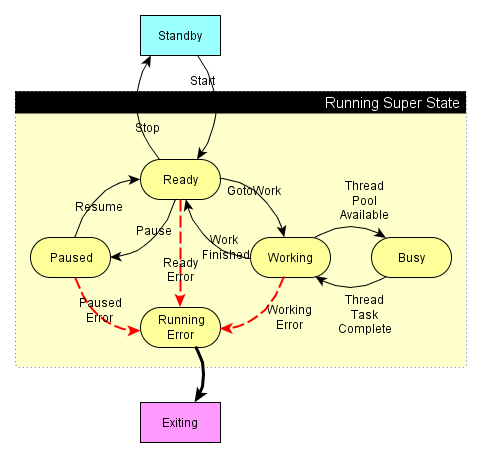 Standby
Start
Running Super State
Stop
Ready
GotoWork
Thread
Pool
Available
Resume
Pause
Work
Finished
Paused
Ready
Error
Working
Busy
Paused
Error
Running
Error
Working
Error
Thread
Task
Complete
Exiting